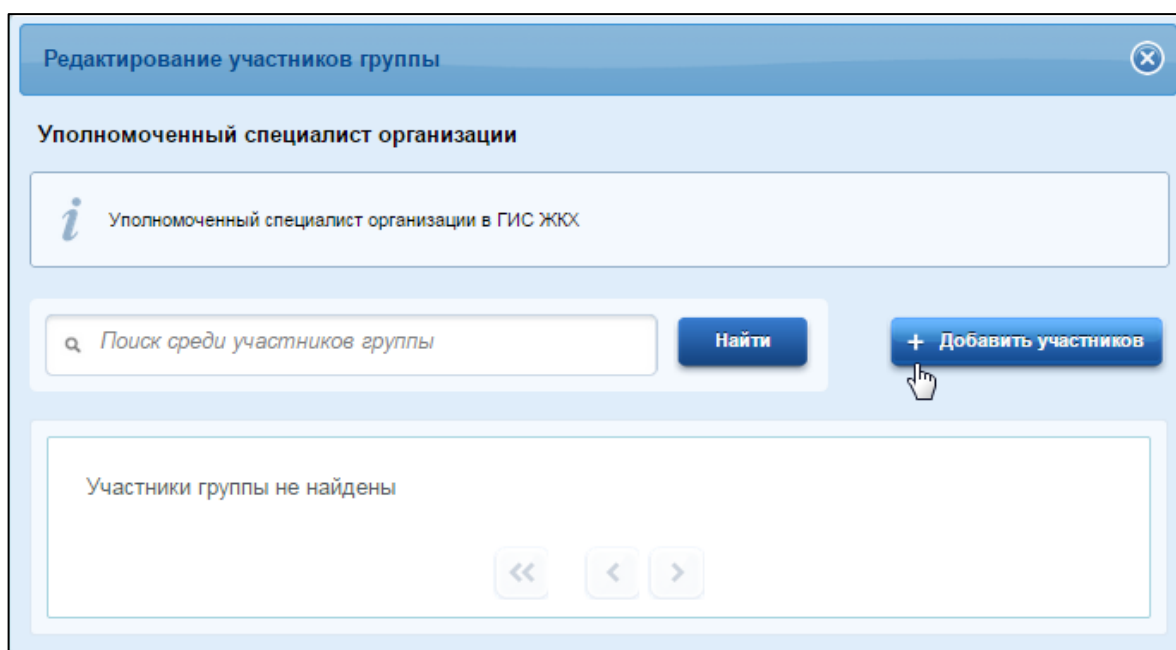 Редактирование участников группы
Уполномоченный специалист организации
Уполномоченный специалист организации в ГИС ЖКХ
Поиск среди участников группы
Найти
+ Добавить участников
Участники группы не найдены